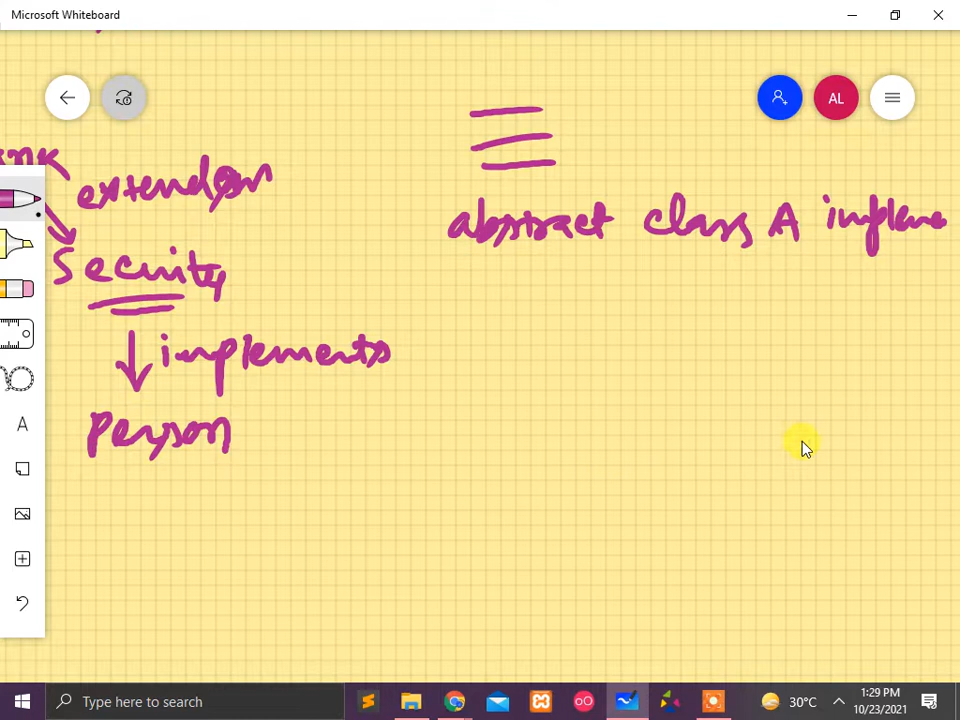 Microsoft Whiteboard
AL
extend
Security
implements
person
abstract class A impleme
A
Type here to search
30°C
1:29 PM
10/23/2021